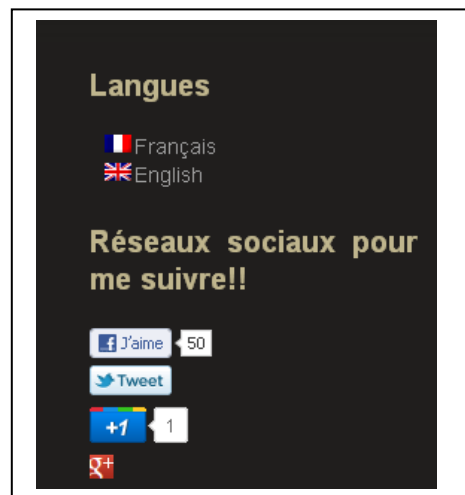 Langues
Français
English
Réseaux sociaux pour
me suivre!!
J'aime 50
Tweet
+1 1
g+